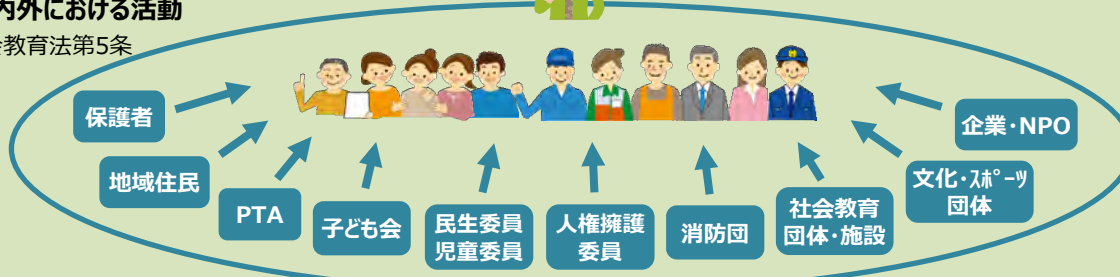 内外における活動
教育法第5条
保護者
地域住民
PTA
子ども会
民生委員
児童委員
人権擁護
委員
消防団
社会教育
団体・施設
文化・ｽﾎﾟｰﾂ
団体
企業・NPO